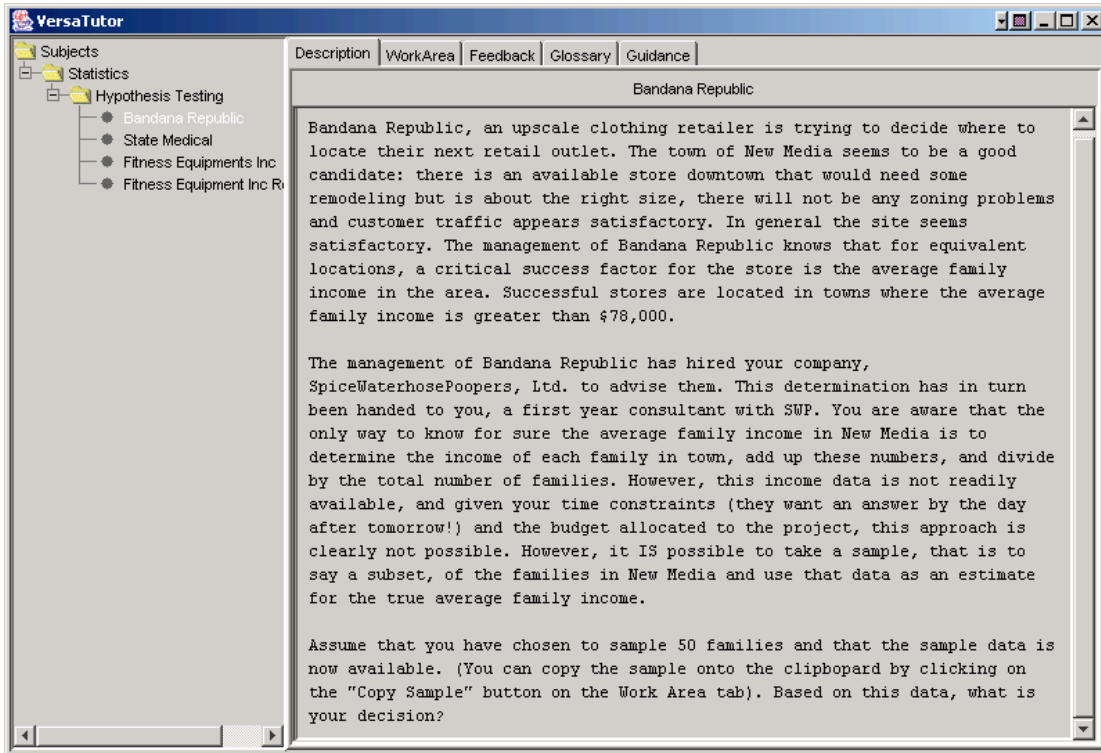 VersaTutor
Subjects
Statistics
Hypothesis Testing
Bandana Republic
State Medical
Fitness Equipments Inc
Fitness Equipment Inc R
Description WorkArea Feedback Glossary Guidance
Bandana Republic
Bandana Republic, an upscale clothing retailer is trying to decide where to
locate their next retail outlet. The town of New Media seems to be a good
candidate: there is an available store downtown that would need some
remodeling but is about the right size, there will not be any zoning problems
and customer traffic appears satisfactory. In general the site seems
satisfactory. The management of Bandana Republic knows that for equivalent
locations, a critical success factor for the store is the average family
income in the area. Successful stores are located in towns where the average
family income is greater than $78,000.
The management of Bandana Republic has hired your company,
SpiceWaterhosePoopers, Ltd. to advise them. This determination has in turn
been handed to you, a first year consultant with SWP. You are aware that the
only way to know for sure the average family income in New Media is to
determine the income of each family in town, add up these numbers, and divide
by the total number of families. However, this income data is not readily
available, and given your time constraints (they want an answer by the day
after tomorrow!) and the budget allocated to the project, this approach is
clearly not possible. However, it IS possible to take a sample, that is to
say a subset, of the families in New Media and use that data as an estimate
for the true average family income.
Assume that you have chosen to sample 50 families and that the sample data is
now available. (You can copy the sample onto the clipbopard by clicking on
the "Copy Sample" button on the Work Area tab). Based on this data, what is
your decision?